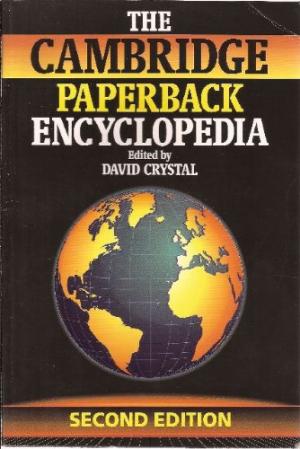 THE
CAMBRIDGE
PAPERBACK
ENCYCLOPEDIA
Edited by
DAVID CRYSTAL
SECOND EDITION